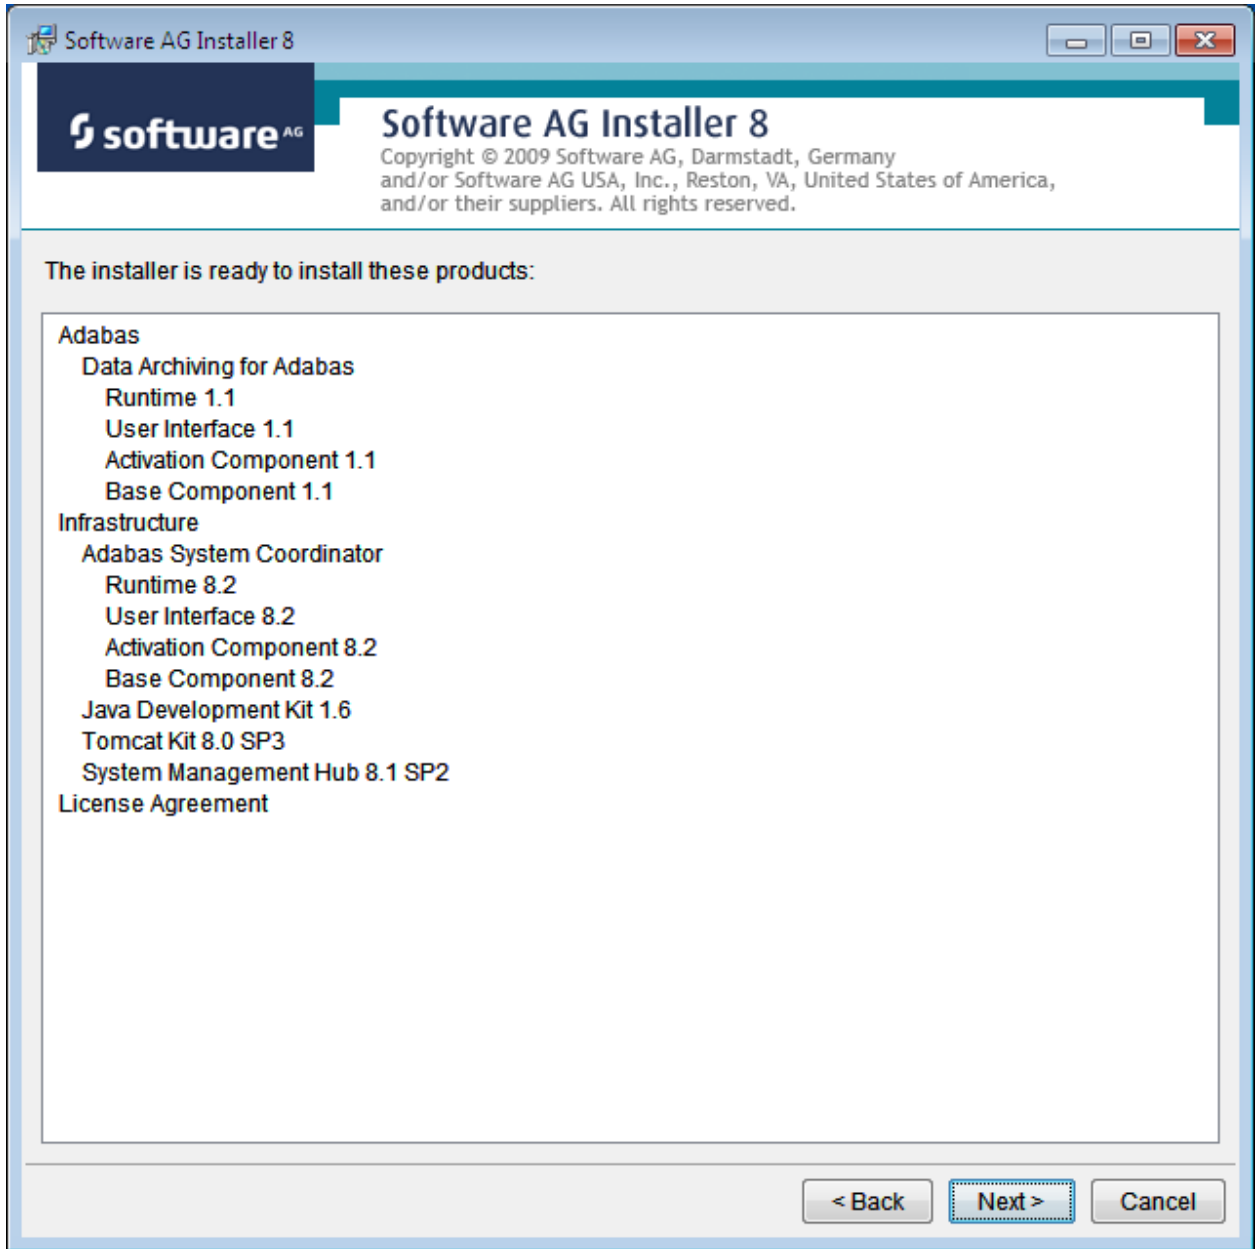 Software AG Installer 8
software AG
Software AG Installer 8
Copyright © 2009 Software AG, Darmstadt, Germany
and/or Software AG USA, Inc., Reston, VA, United States of America,
and/or their suppliers. All rights reserved.
The installer is ready to install these products:
Adabas
Data Archiving for Adabas
Runtime 1.1
User Interface 1.1
Activation Component 1.1
Base Component 1.1
Infrastructure
Adabas System Coordinator
Runtime 8.2
User Interface 8.2
Activation Component 8.2
Base Component 8.2
Java Development Kit 1.6
Tomcat Kit 8.0 SP3
System Management Hub 8.1 SP2
License Agreement
< Back Next > Cancel